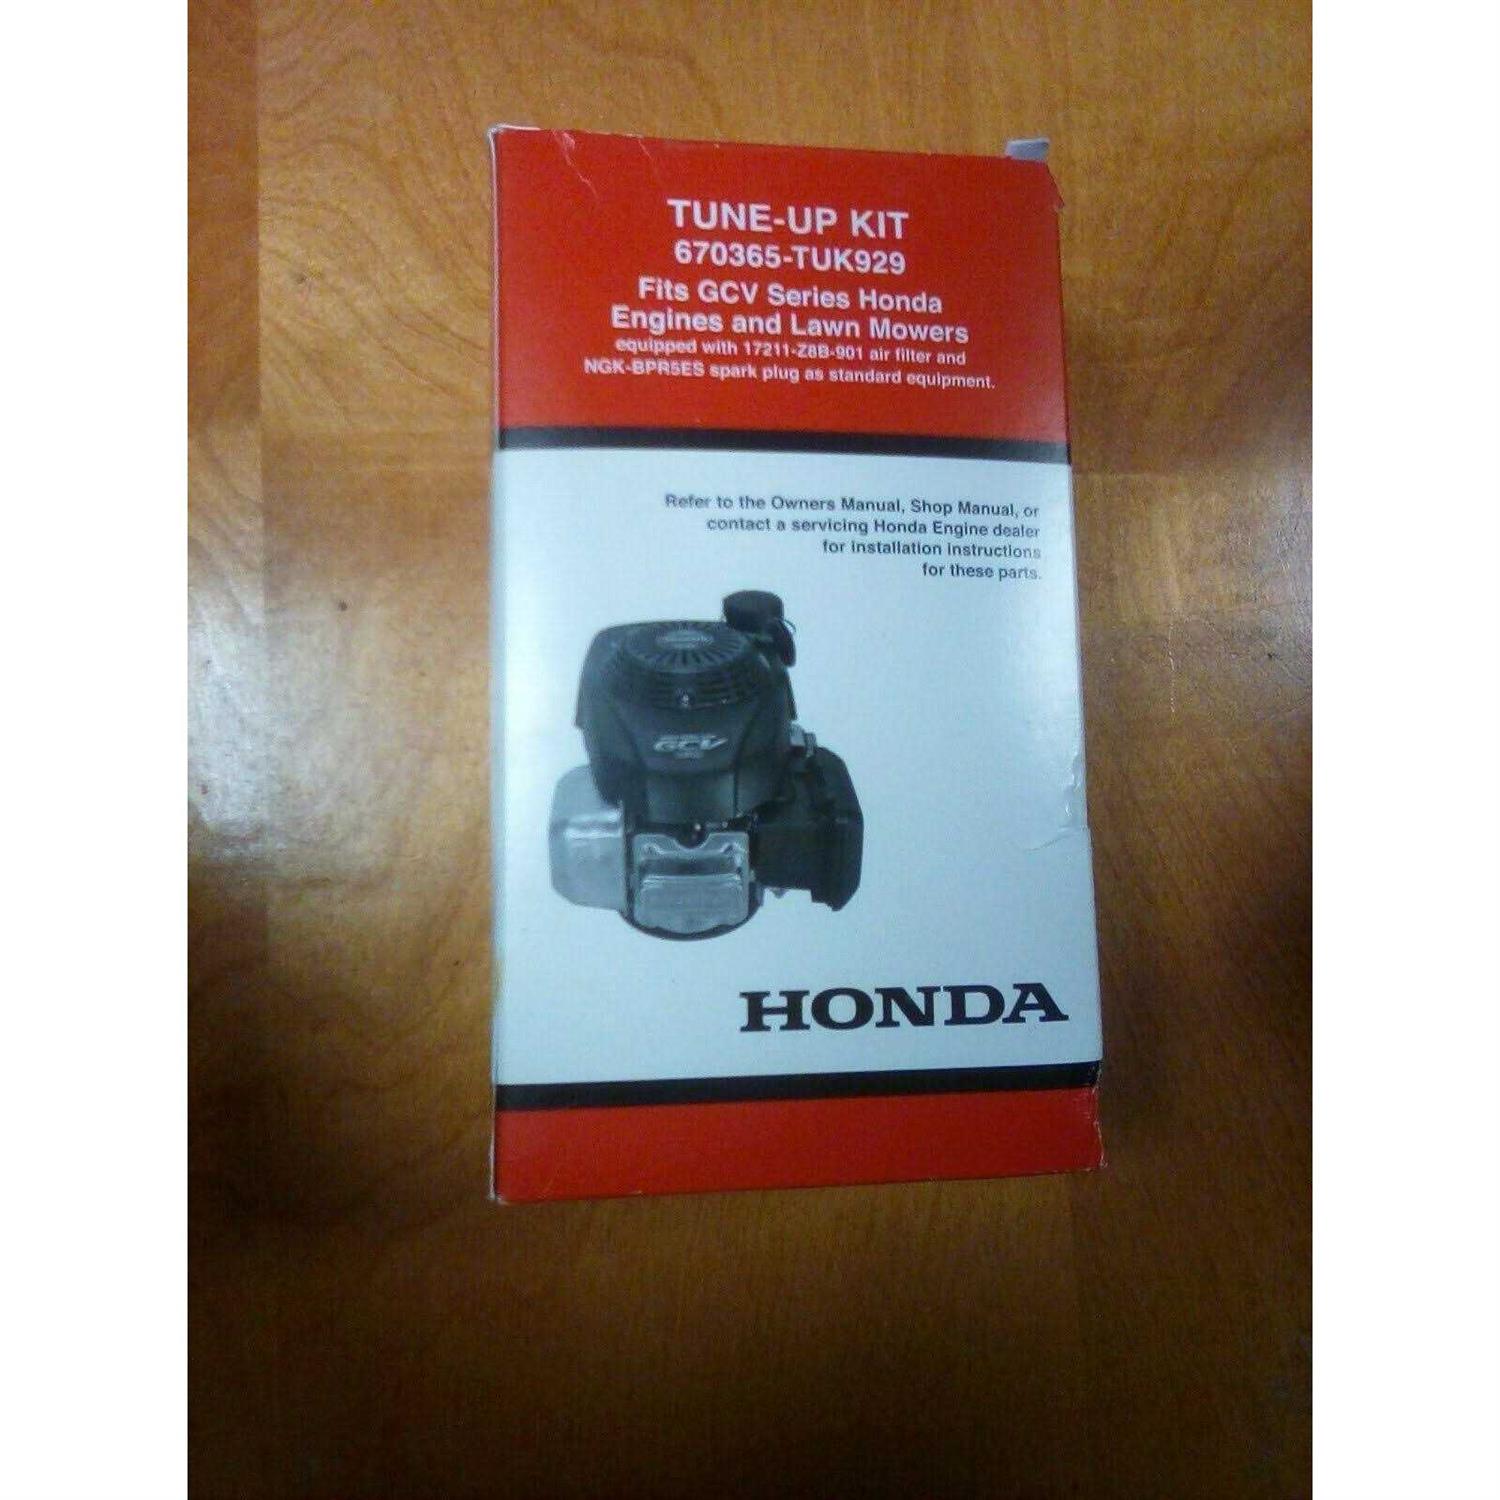 TUNE-UP KIT
670365-TUK929
Fits GCV Series Honda
Engines and Lawn Mowers
equipped with 17211-Z8B-901 air filter and
NGK-BPR5ES spark plug as standard equipment.
Refer to the Owners Manual, Shop Manual, or
contact a servicing Honda Engine dealer
for installation instructions
for these parts.
GCV
HONDA